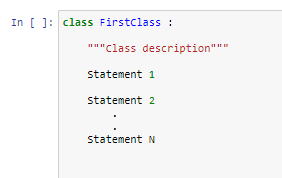 In [ ]: class FirstClass :
"""Class description"""
Statement 1
Statement 2
.
.
Statement N